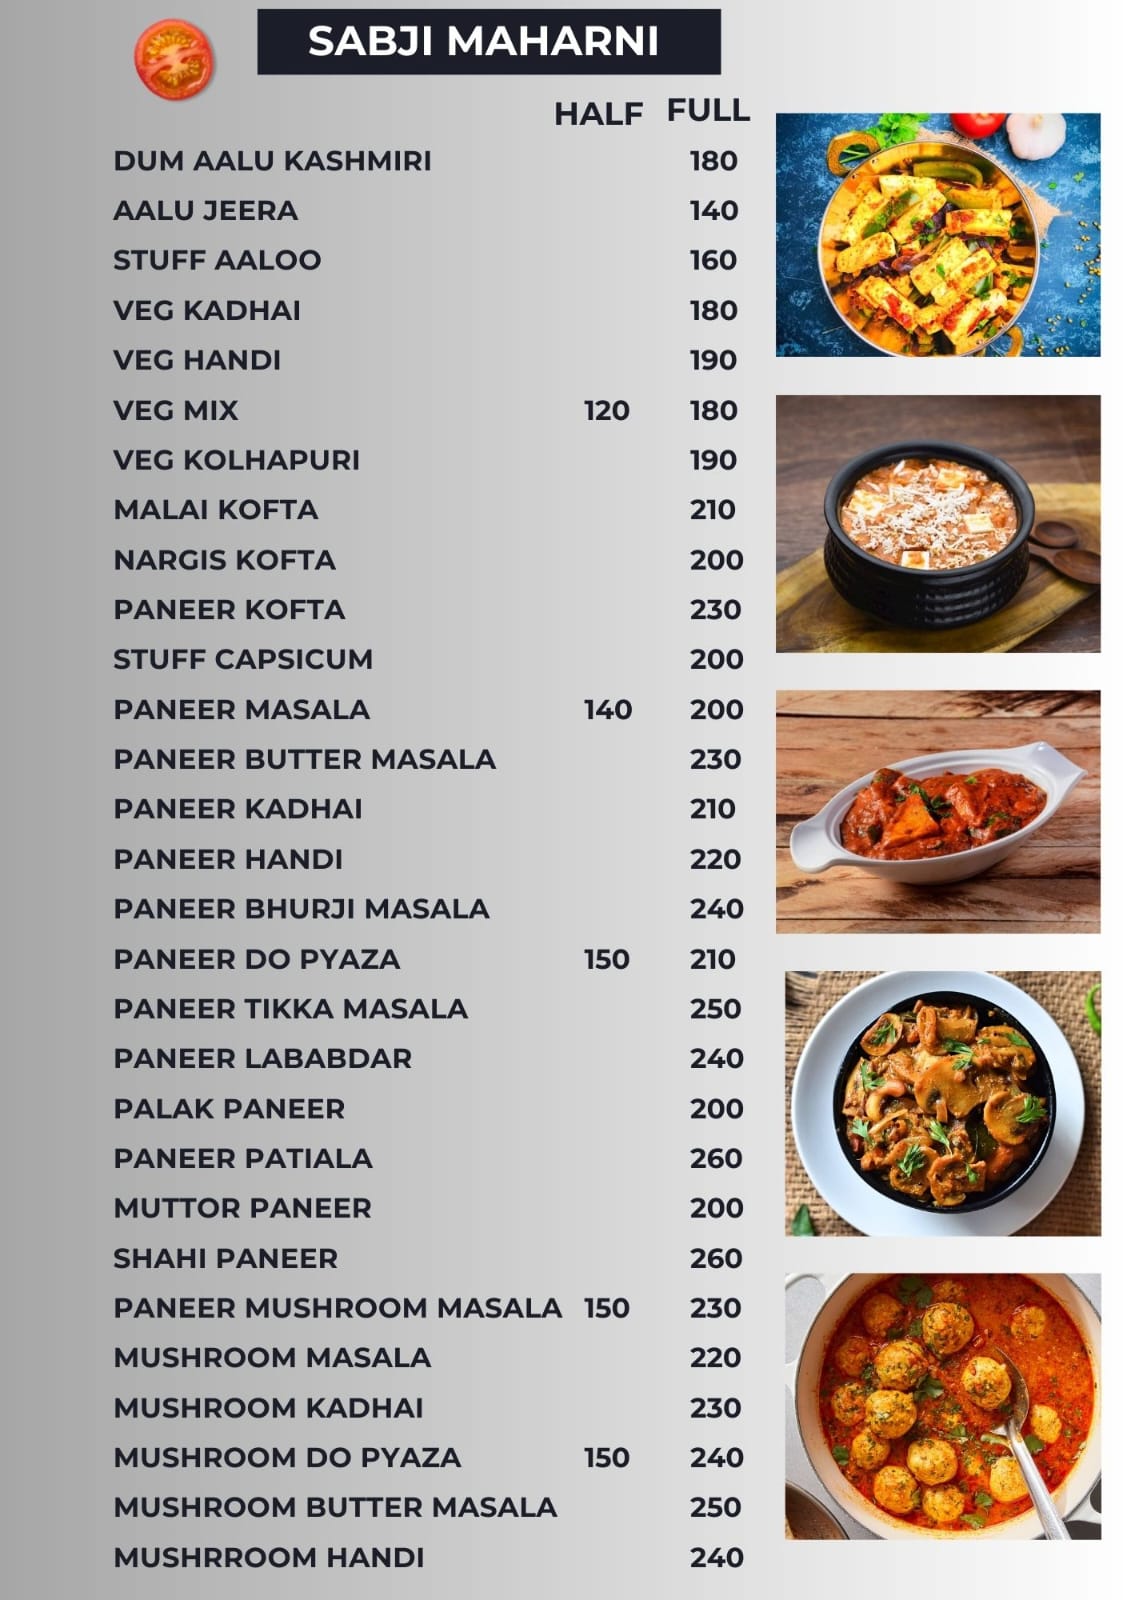 SABJI MAHARNI
HALF FULL
DUM AALU KASHMIRI 180
AALU JEERA 140
STUFF AALOO 160
VEG KADHAI 180
VEG HANDI 190
VEG MIX 120 180
VEG KOLHAPURI 190
MALAI KOFTA 210
NARGIS KOFTA 200
PANEER KOFTA 230
STUFF CAPSICUM 200
PANEER MASALA 140 200
PANEER BUTTER MASALA 230
PANEER KADHAI 210
PANEER HANDI 220
PANEER BHURJI MASALA 240
PANEER DO PYAZA 150 210
PANEER TIKKA MASALA 250
PANEER LABABDAR 240
PALAK PANEER 200
PANEER PATIALA 260
MUTTOR PANEER 200
SHAHI PANEER 260
PANEER MUSHROOM MASALA 150 230
MUSHROOM MASALA 220
MUSHROOM KADHAI 230
MUSHROOM DO PYAZA 150 240
MUSHROOM BUTTER MASALA 250
MUSHRROOM HANDI 240